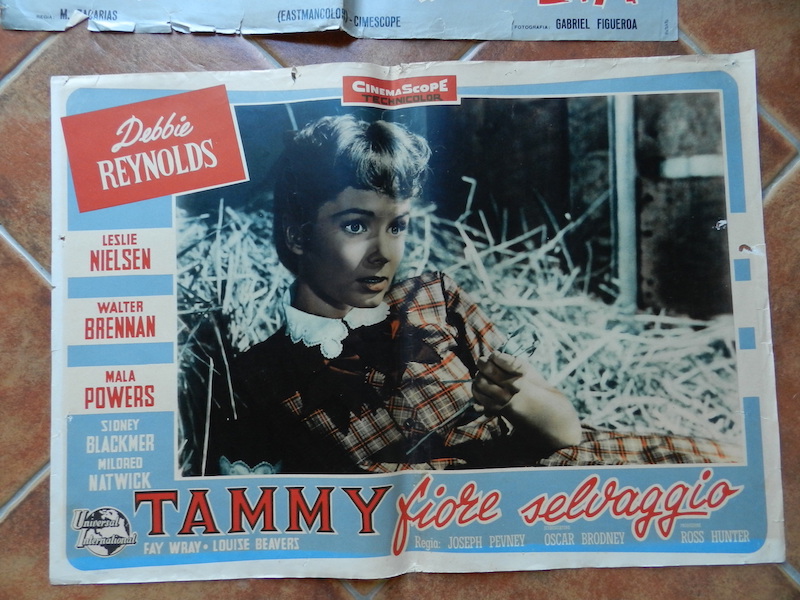 (EASTMANCOLOR) - CINEMESCOPE
FOTOGRAFIA: GABRIEL FIGUEROA
CINEMASCOPE
TECHNICOLOR
Debbie
REYNOLDS
LESLIE
NIELSEN
WALTER
BRENNAN
MALA
POWERS
SIDNEY
BLACKMER
MILDRED
NATWICK
TAMMY fiore selvaggio
Universal
International
FAY WRAY · LOUISE BEAVERS
Regia: JOSEPH PEVNEY
OSCAR BRODNEY
ROSS HUNTER